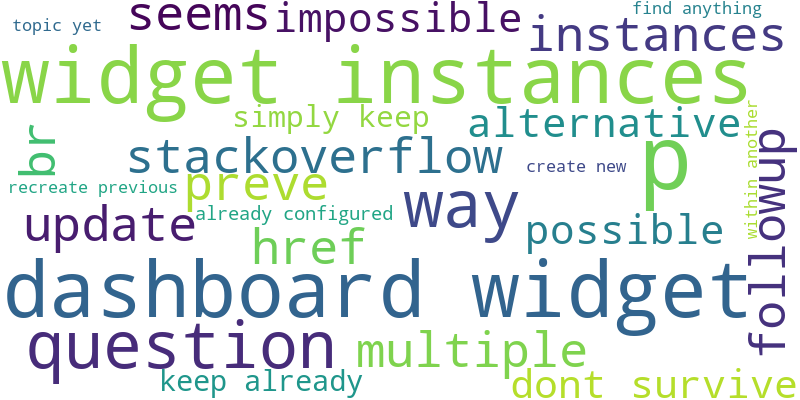 topic yet
seems
impossible
find anything
instances
widget instances
simply keep
alternative
br
stackoverflow
p
create new
within another
followup
recreate previous
preve
already configured
way
update
href
possible
dashboard widget
question
multiple
keep already
dont survive